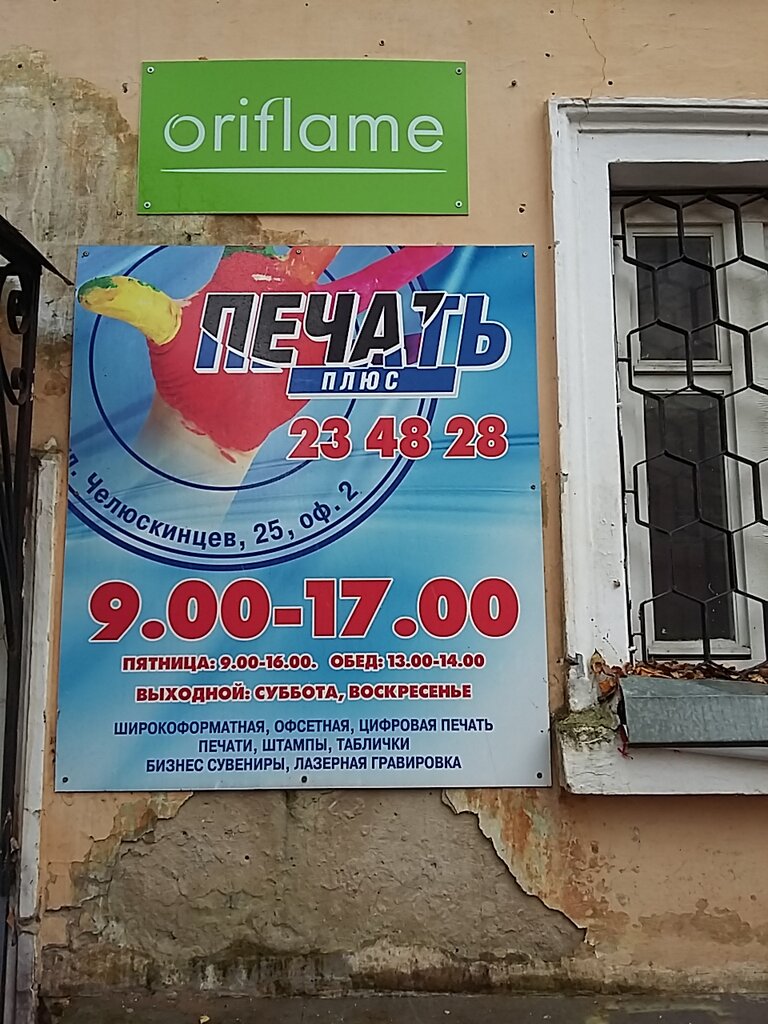 oriflame
ПЕЧАТЬ
ПЛЮС
23 48 28
л. Челюскинцев, 25, оф. 2
9.00-17.00
ПЯТНИЦА: 9.00-16.00. ОБЕД: 13.00-14.00
ВЫХОДНОЙ: СУББОТА, ВОСКРЕСЕНЬЕ
ШИРОКОФОРМАТНАЯ, ОФСЕТНАЯ, ЦИФРОВАЯ ПЕЧАТЬ
ПЕЧАТИ, ШТАМПЫ, ТАБЛИЧКИ
БИЗНЕС СУВЕНИРЫ, ЛАЗЕРНАЯ ГРАВИРОВКА